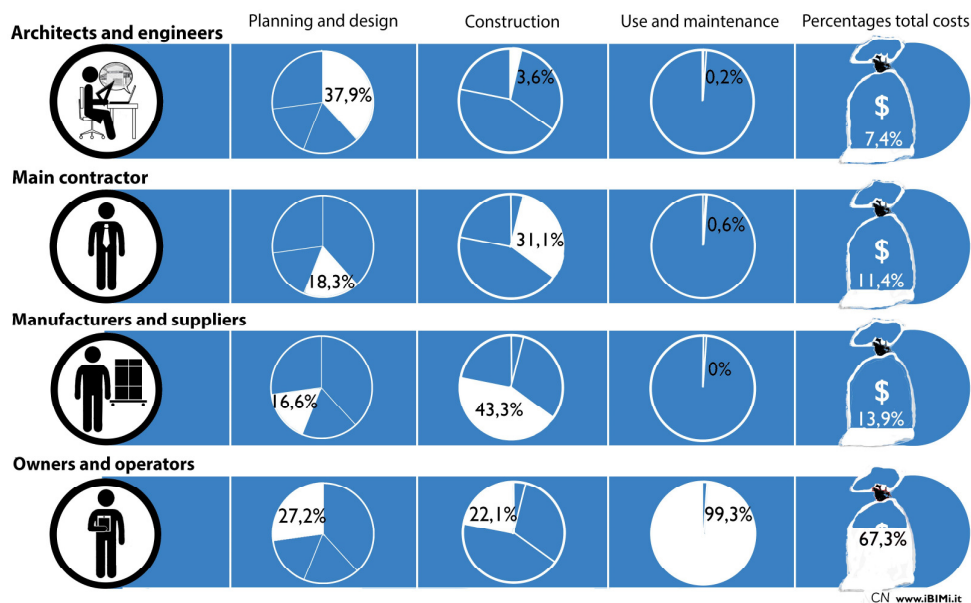 Planning and design Construction Use and maintenance Percentages total costs
Architects and engineers
37,9% 3,6% 0,2% $
7,4%
Main contractor
18,3% 31,1% 0,6% $
11,4%
Manufacturers and suppliers
16,6% 43,3% 0% $
13,9%
Owners and operators
27,2% 22,1% 99,3% 67,3%
CN www.iBIMi.it